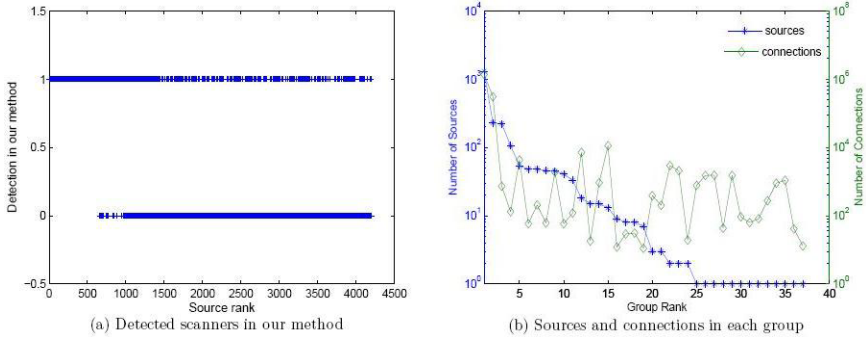 1.5
1
0.5
0
−0.5
Detection in our method
0 500 1000 1500 2000 2500 3000 3500 4000 4500
Source rank
(a) Detected scanners in our method
10^4
10^3
10^2
10^1
10^0
Number of Sources
sources
connections
10^8
10^6
10^4
10^2
10^0
Number of Connections
5 10 15 20 25 30 35 40
Group Rank
(b) Sources and connections in each group